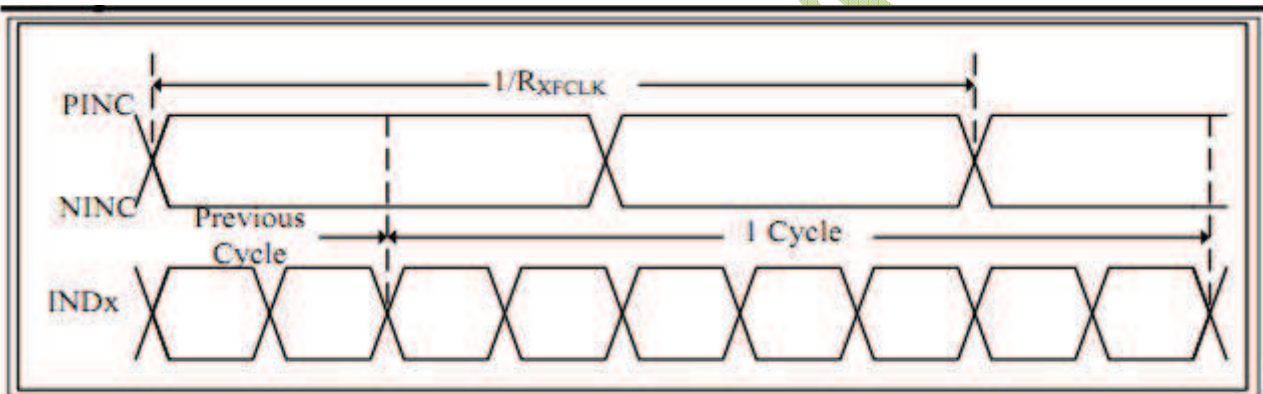 1/RXFCLK
PINC
NINC
Previous
Cycle
1 Cycle
INDx